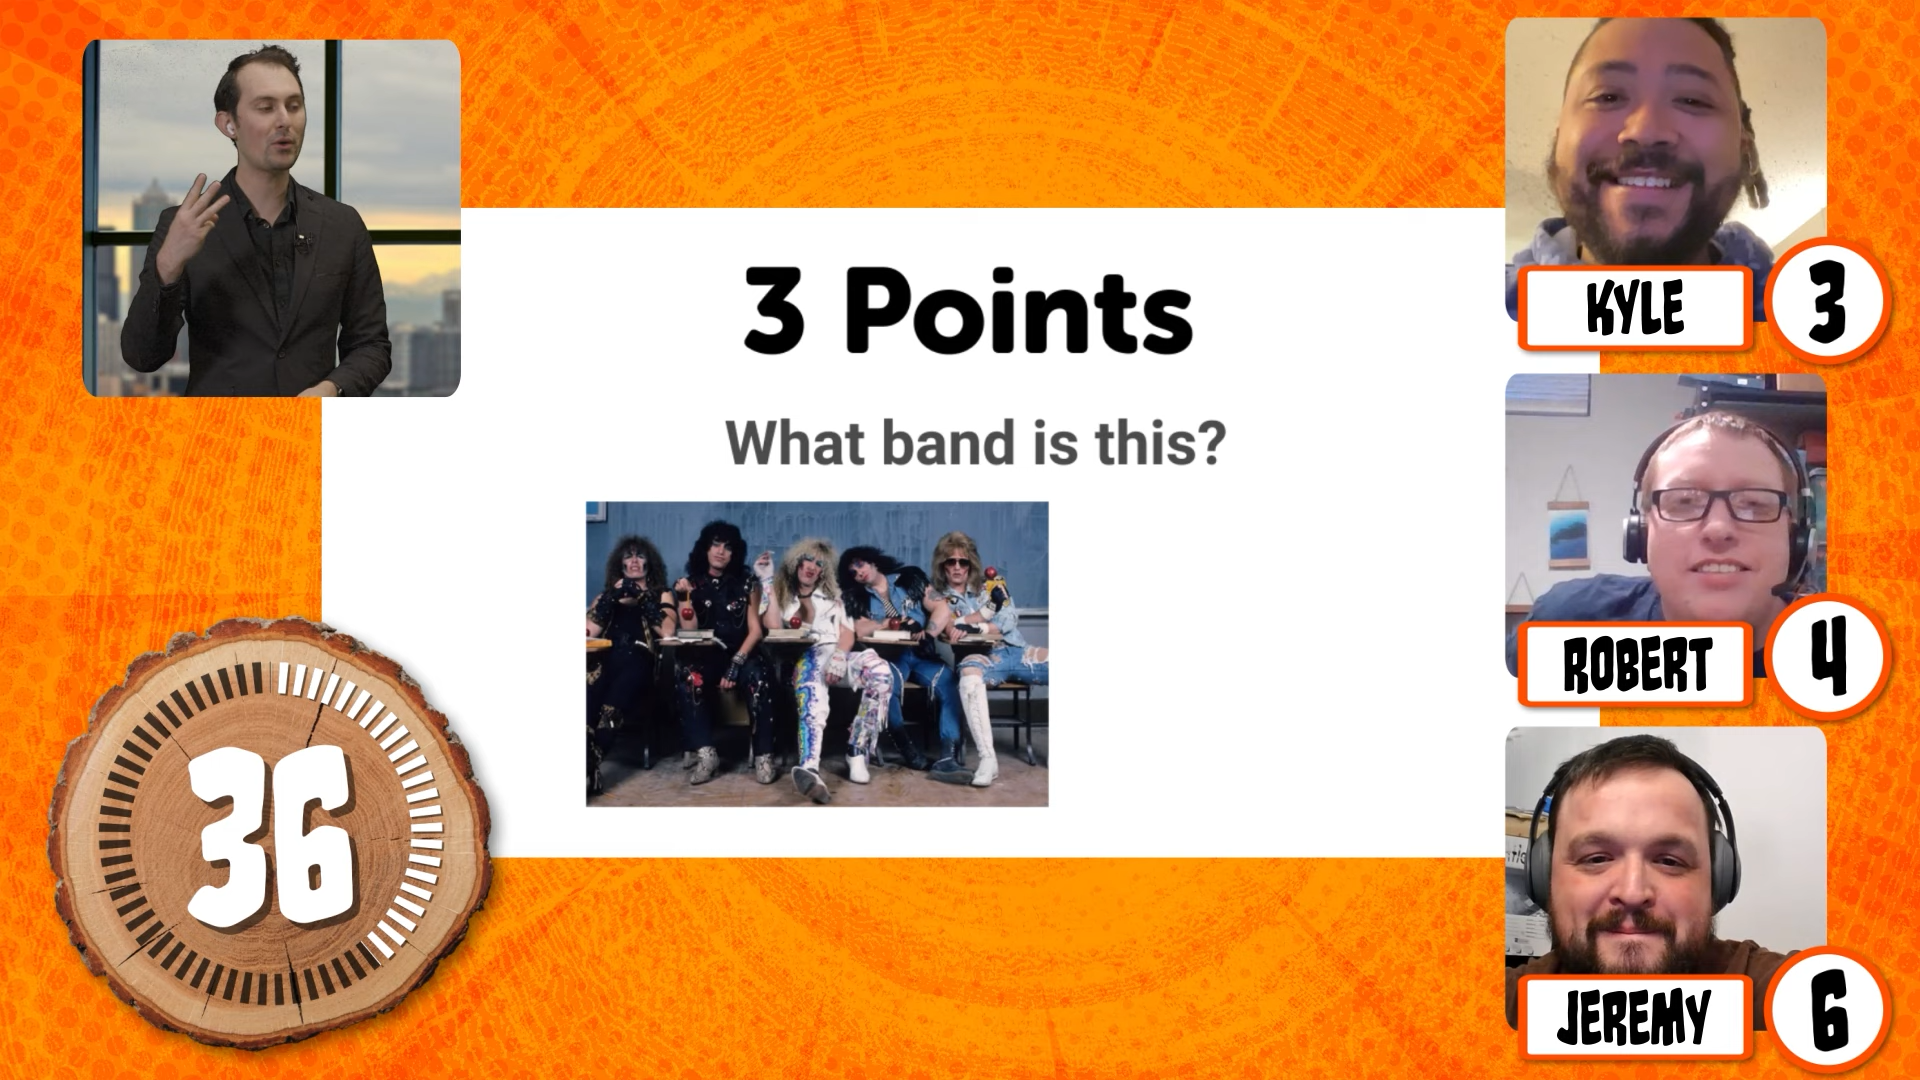 3 Points
What band is this?
KYLE
3
ROBERT
4
JEREMY
6
36